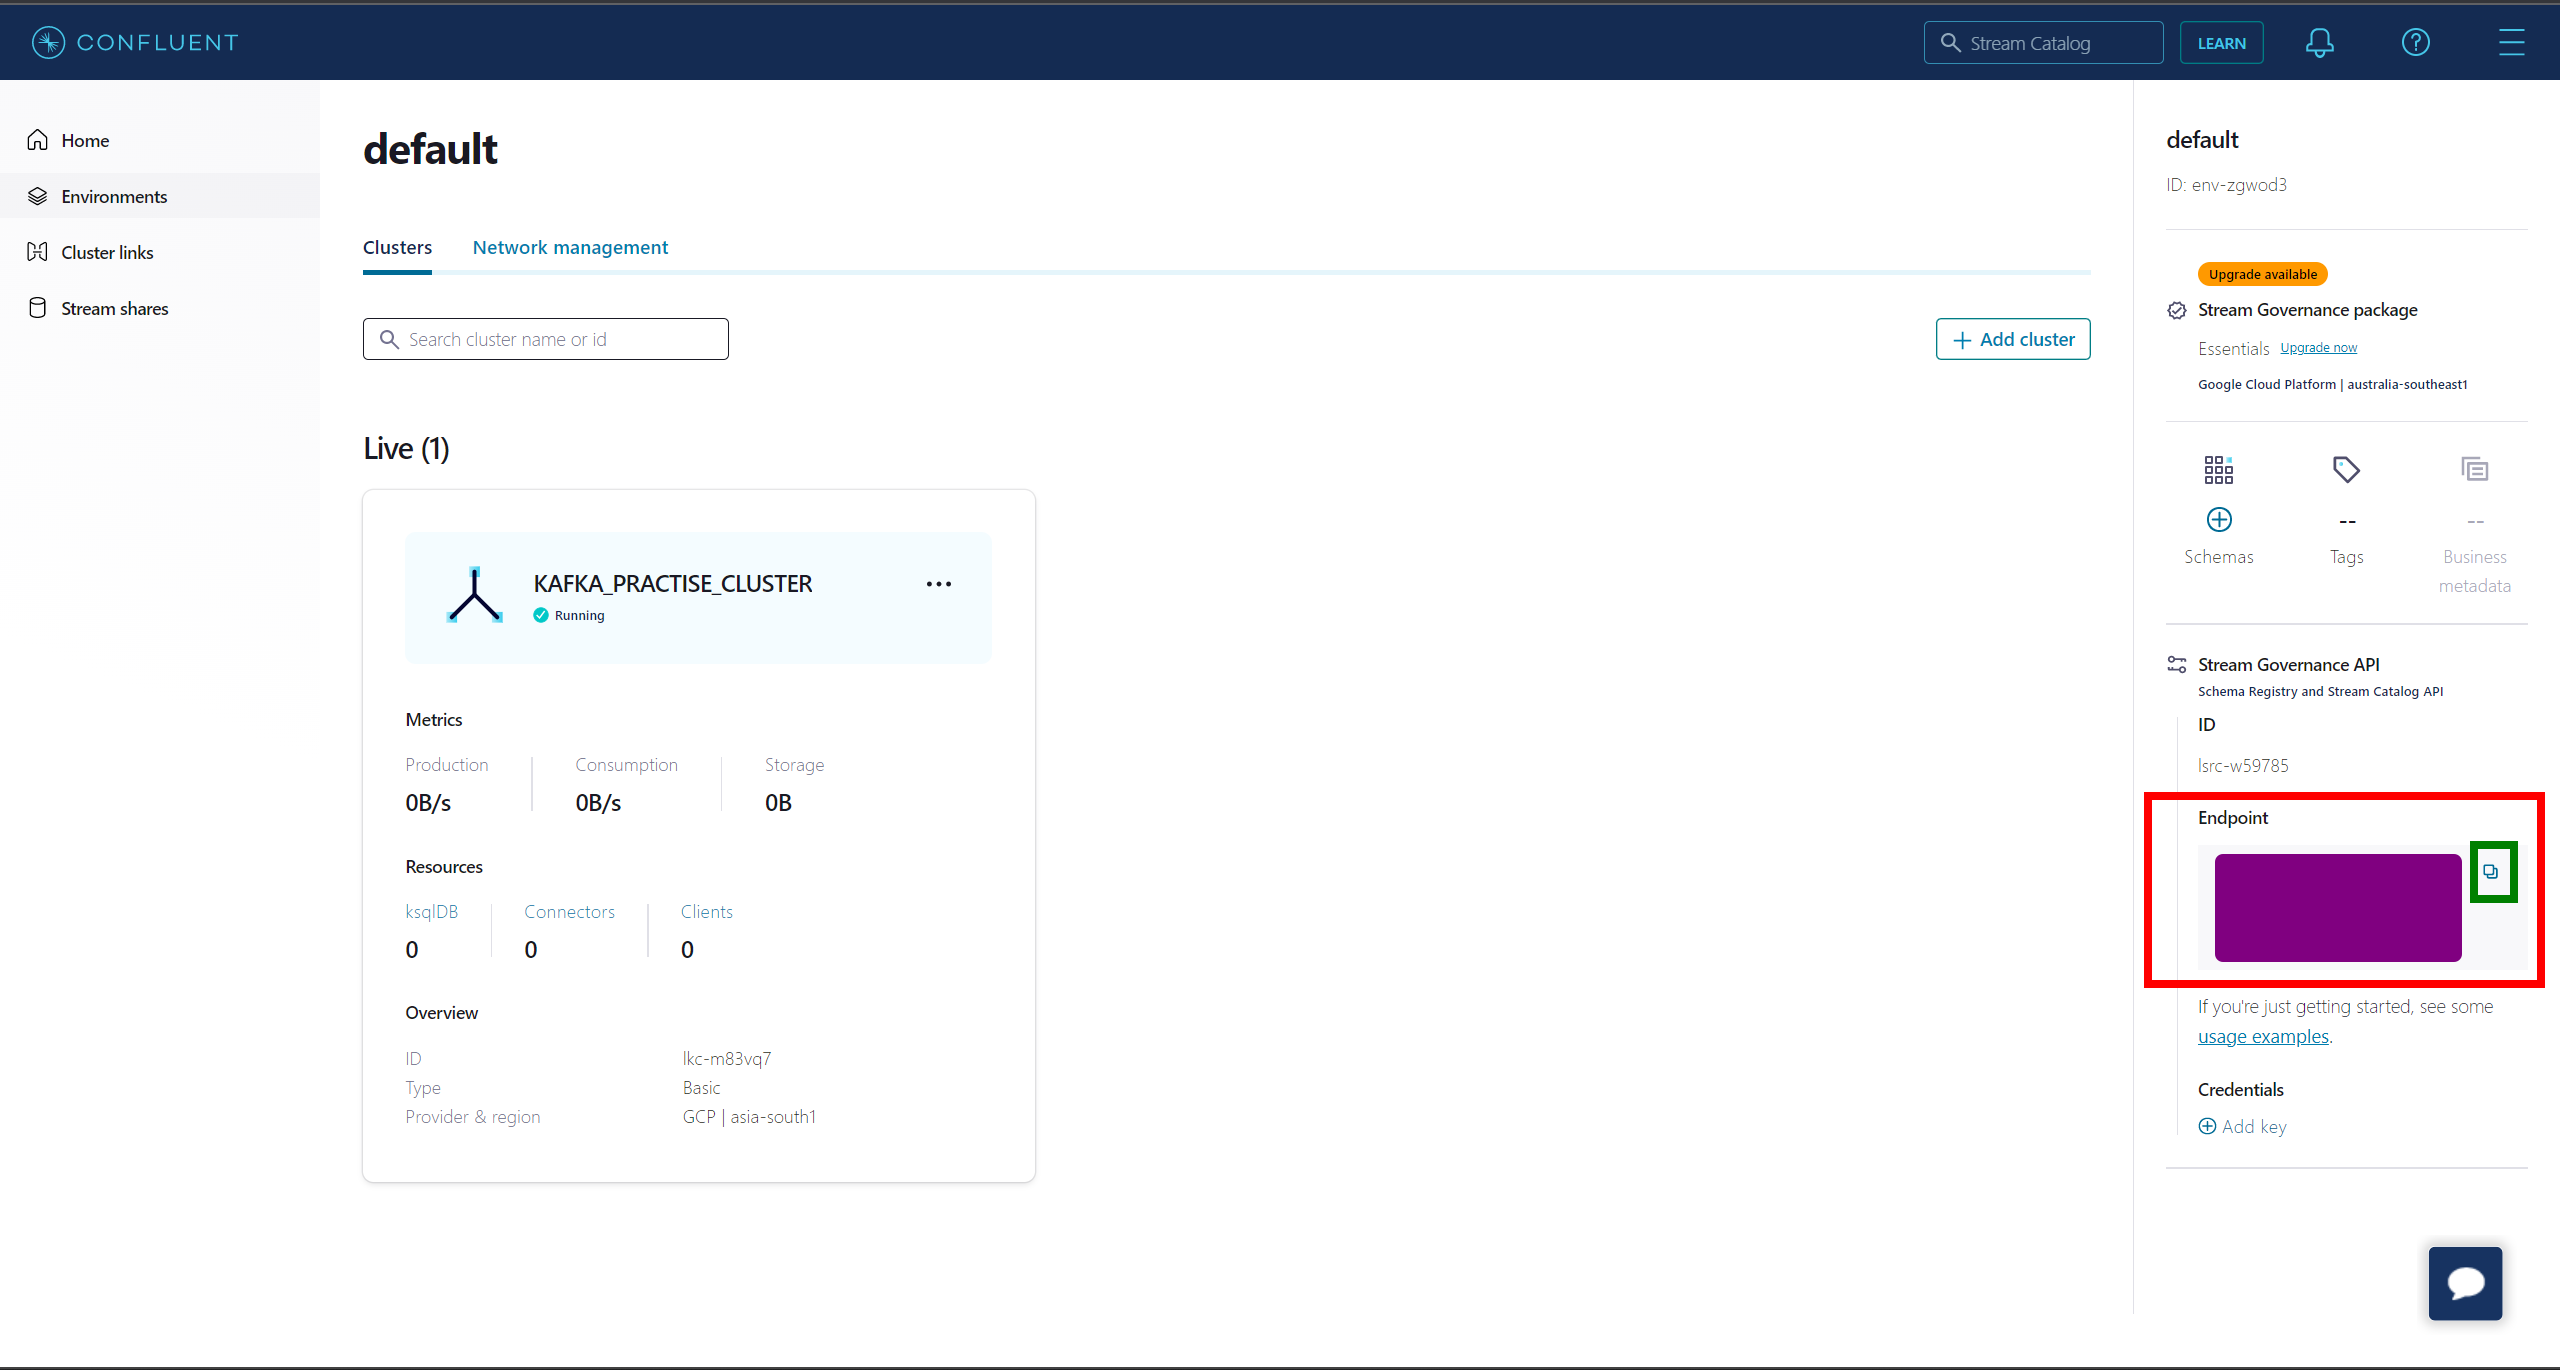 CONFLUENT
Stream Catalog
LEARN
Home
Environments
Cluster links
Stream shares
default
Clusters
Network management
Search cluster name or id
Add cluster
Live (1)
KAFKA_PRACTISE_CLUSTER
Running
Metrics
Production Consumption Storage
0B/s 0B/s 0B
Resources
ksqlDB Connectors Clients
0 0 0
Overview
ID lkc-m83vq7
Type Basic
Provider & region GCP | asia-south1
default
ID: env-zgwod3
Upgrade available
Stream Governance package
Essentials Upgrade now
Google Cloud Platform | australia-southeast1
-- --
Schemas Tags Business
metadata
Stream Governance API
Schema Registry and Stream Catalog API
ID
lsrc-w59785
Endpoint
If you're just getting started, see some
usage examples.
Credentials
Add key